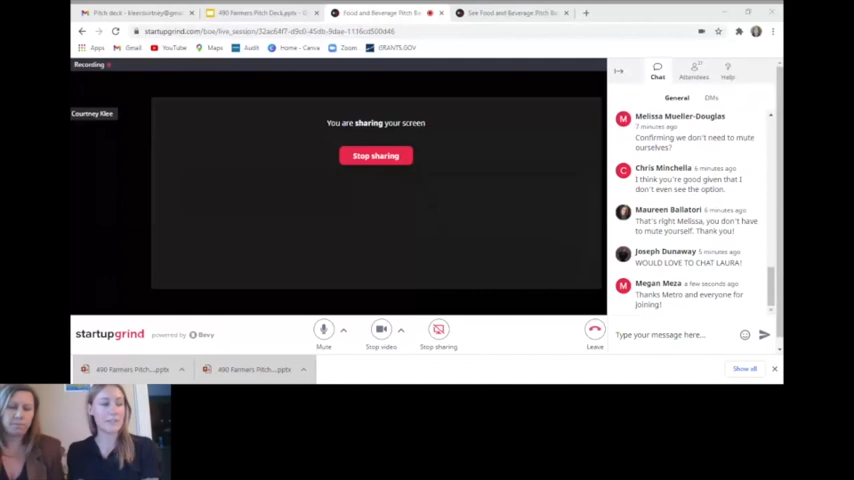 Pitch deck - kleecourtney@gmai
490 Farmers Pitch Deck.pptx - G
Food and Beverage Pitch Ba
See Food and Beverage Pitch Ba
startupgrind.com/bce/live_session/32ac64f7-d9c0-45db-9dae-1136cd500d46
Apps
Gmail
YouTube
Maps
Audit
Home - Canva
Zoom
GRANTS.GOV
Recording
Courtney Klee
You are sharing your screen
Stop sharing
Chat
Attendees
27
Help
General
DMs
Melissa Mueller-Douglas
7 minutes ago
Confirming we don't need to mute
ourselves?
Chris Minchella 6 minutes ago
I think you're good given that I
don't even see the option.
Maureen Ballatori 6 minutes ago
That's right Melissa, you don't have
to mute yourself. Thank you!
Joseph Dunaway 5 minutes ago
WOULD LOVE TO CHAT LAURA!
Megan Meza a few seconds ago
Thanks Metro and everyone for
joining!
startupgrind powered by Bevy
Mute
Stop video
Stop sharing
Leave
Type your message here...
490 Farmers Pitch....pptx
490 Farmers Pitch....pptx
Show all